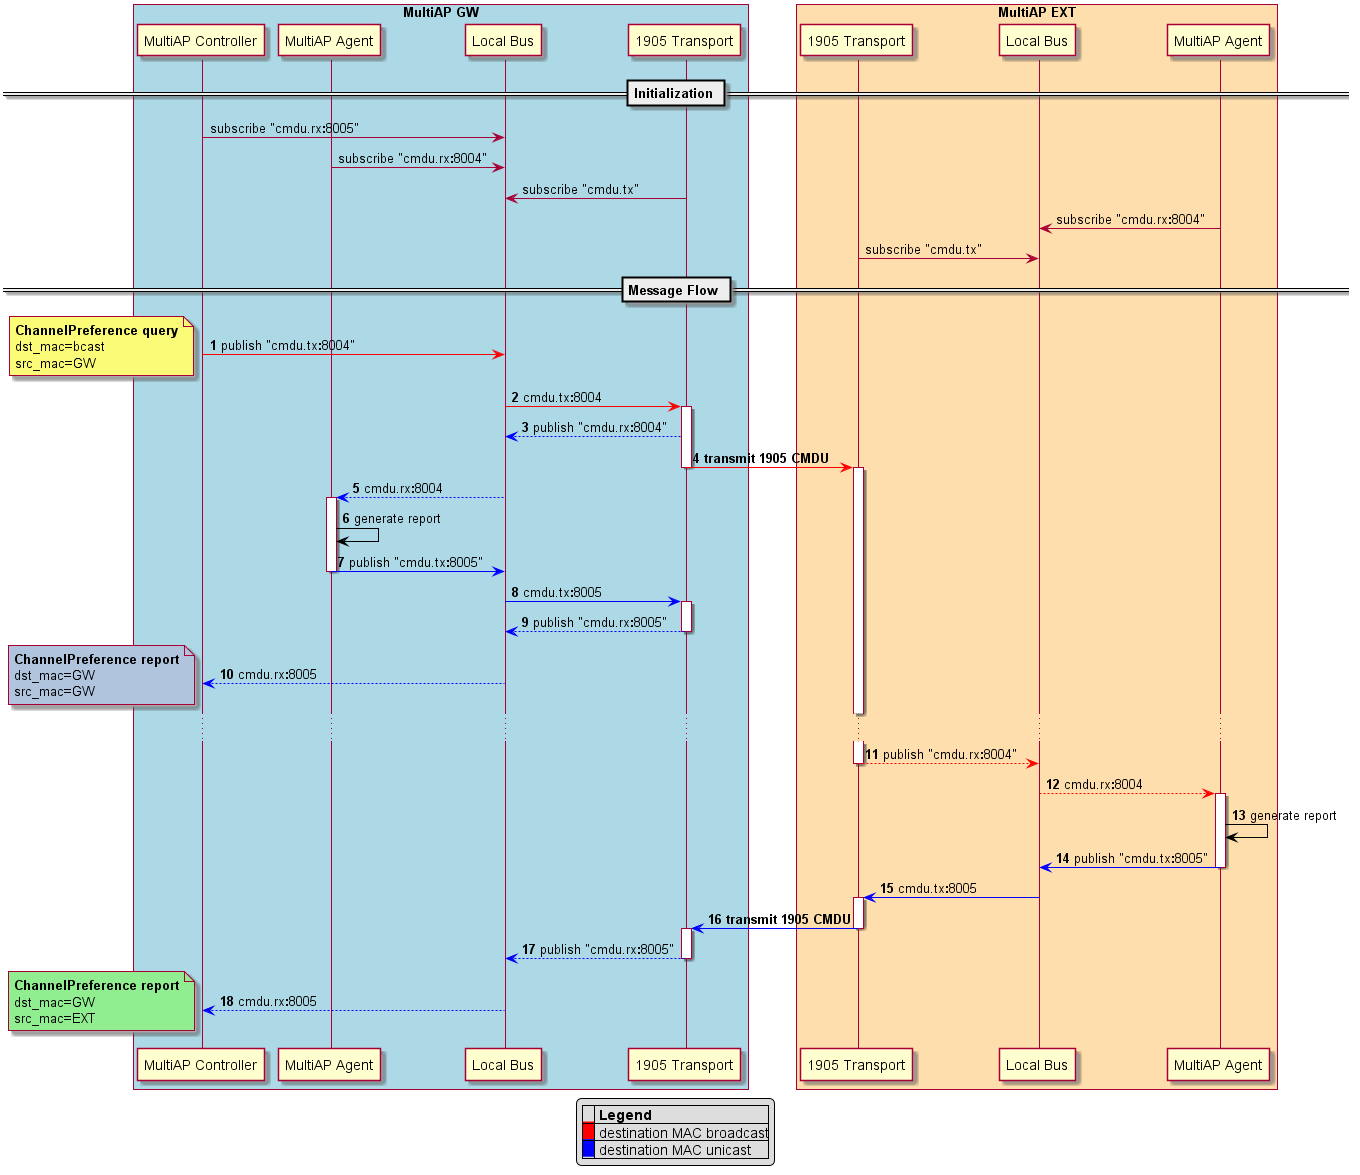 MultiAP GW
MultiAP EXT
MultiAP Controller
MultiAP Agent
Local Bus
1905 Transport
1905 Transport
Local Bus
MultiAP Agent
Initialization
subscribe "cmdu.rx:8005"
subscribe "cmdu.rx:8004"
subscribe "cmdu.tx"
subscribe "cmdu.rx:8004"
subscribe "cmdu.tx"
Message Flow
ChannelPreference query
dst_mac=bcast
src_mac=GW
1 publish "cmdu.tx:8004"
2 cmdu.tx:8004
3 publish "cmdu.rx:8004"
4 transmit 1905 CMDU
5 cmdu.rx:8004
6 generate report
7 publish "cmdu.tx:8005"
8 cmdu.tx:8005
9 publish "cmdu.rx:8005"
ChannelPreference report
dst_mac=GW
src_mac=GW
10 cmdu.rx:8005
11 publish "cmdu.rx:8004"
12 cmdu.rx:8004
13 generate report
14 publish "cmdu.tx:8005"
15 cmdu.tx:8005
16 transmit 1905 CMDU
17 publish "cmdu.rx:8005"
ChannelPreference report
dst_mac=GW
src_mac=EXT
18 cmdu.rx:8005
MultiAP Controller
MultiAP Agent
Local Bus
1905 Transport
1905 Transport
Local Bus
MultiAP Agent
Legend
destination MAC broadcast
destination MAC unicast